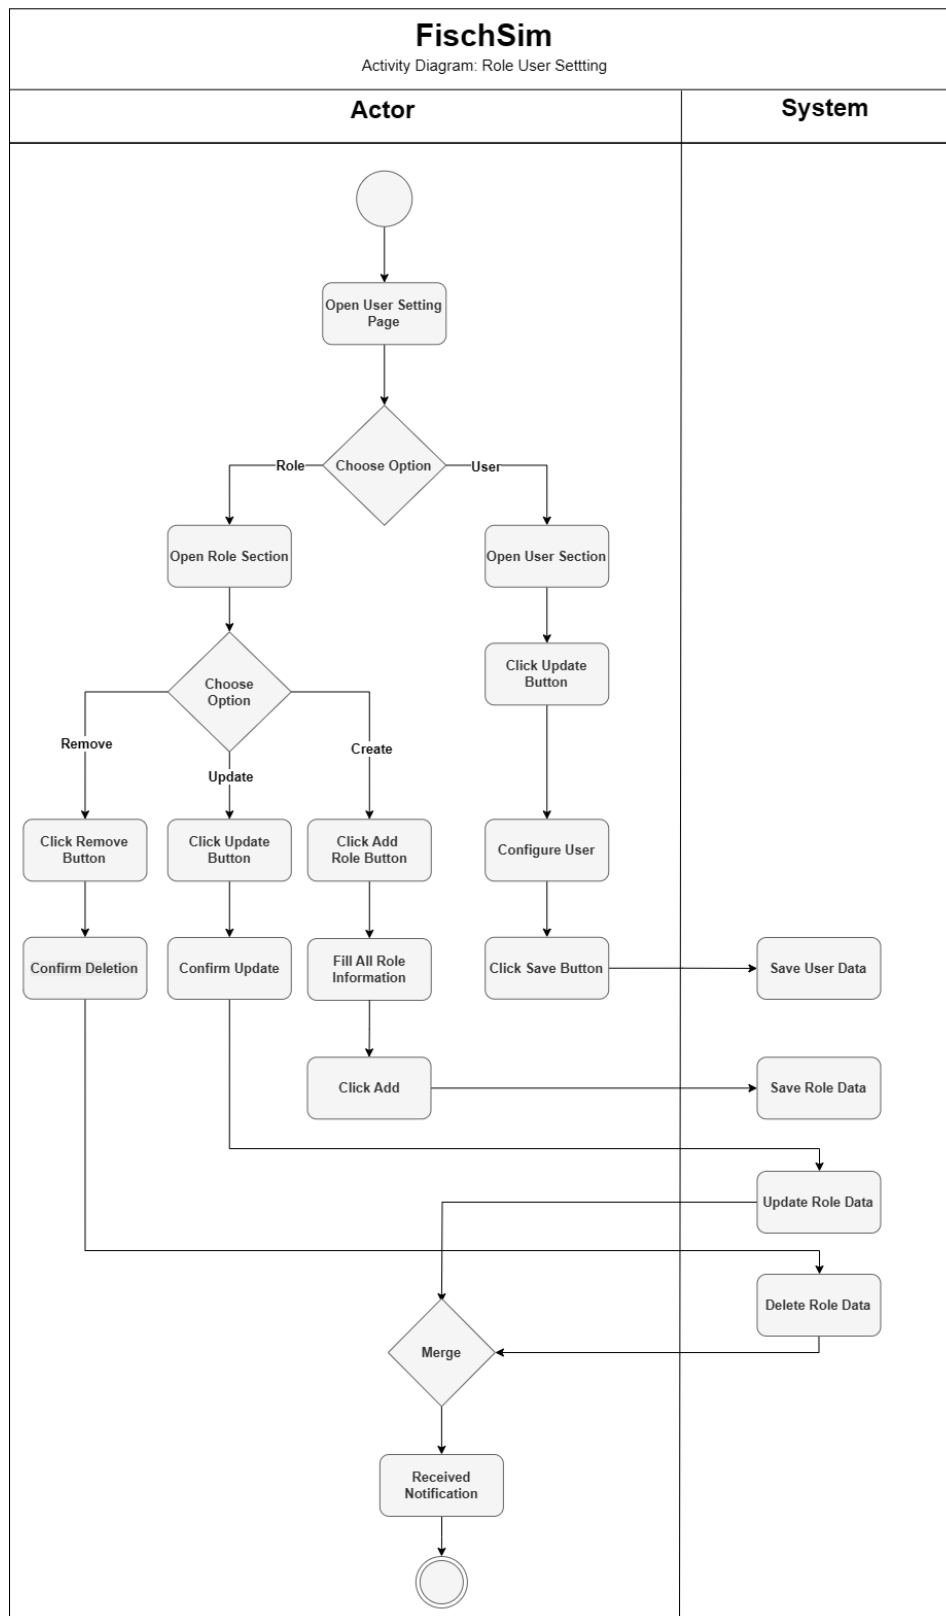 FischSim
Activity Diagram: Role User Settting
Actor
System
Open User Setting
Page
Choose Option
Role
User
Open Role Section
Open User Section
Choose
Option
Click Update
Button
Remove
Update
Create
Click Remove
Button
Click Update
Button
Click Add
Role Button
Configure User
Confirm Deletion
Confirm Update
Fill All Role
Information
Click Save Button
Save User Data
Click Add
Save Role Data
Update Role Data
Delete Role Data
Merge
Received
Notification